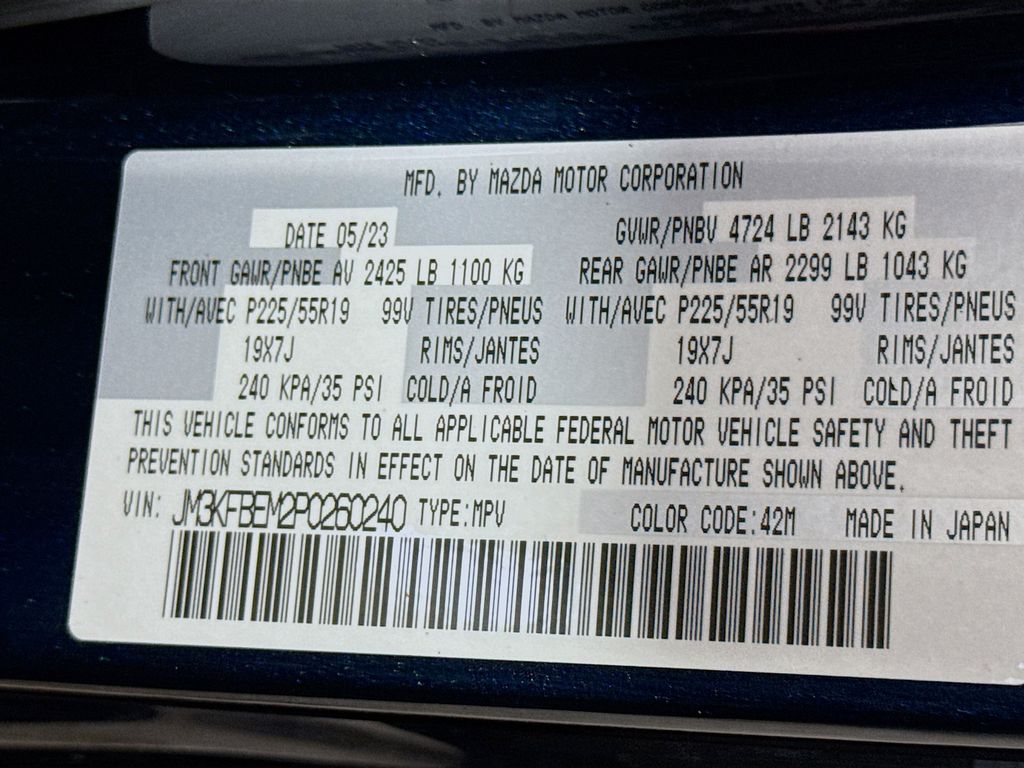 MFD. BY MAZDA MOTOR CORPORATION
DATE 05/23 GVWR/PNBV 4724 LB 2143 KG
FRONT GAWR/PNBE AV 2425 LB 1100 KG REAR GAWR/PNBE AR 2299 LB 1043 KG
WITH/AVEC P225/55R19 99V TIRES/PNEUS WITH/AVEC P225/55R19 99V TIRES/PNEUS
19X7J RIMS/JANTES 19X7J RIMS/JANTES
240 KPA/35 PSI COLD/A FROID 240 KPA/35 PSI COLD/A FROID
THIS VEHICLE CONFORMS TO ALL APPLICABLE FEDERAL MOTOR VEHICLE SAFETY AND THEFT
PREVENTION STANDARDS IN EFFECT ON THE DATE OF MANUFACTURE SHOWN ABOVE.
VIN: JM3KFBEM2P0260240 TYPE:MPV COLOR CODE:42M MADE IN JAPAN